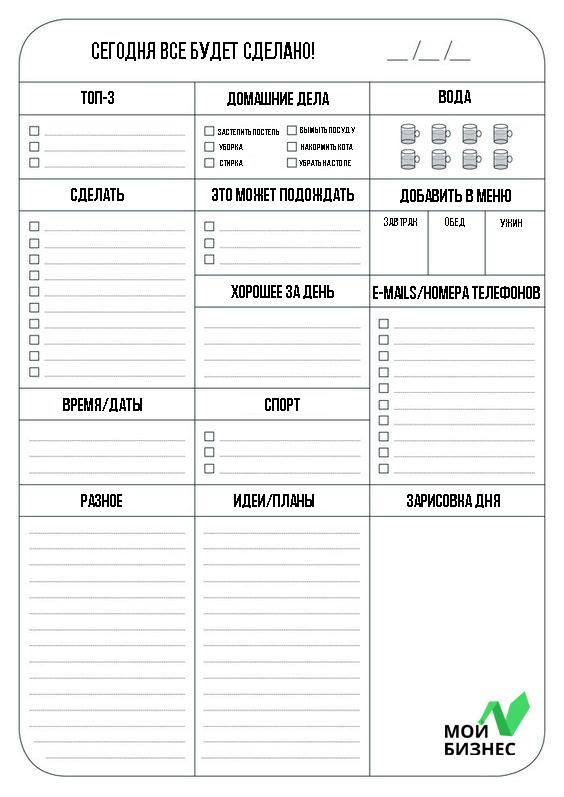 СЕГОДНЯ ВСЕ БУДЕТ СДЕЛАНО!
__ /__ /__
ТОП-3
ДОМАШНИЕ ДЕЛА
ВОДА
ЗАСТЕЛИТЬ ПОСТЕЛЬ
ВЫМЫТЬ ПОСУДУ
УБОРКА
НАКОРМИТЬ КОТА
СТИРКА
УБРАТЬ НА СТОЛЕ
СДЕЛАТЬ
ЭТО МОЖЕТ ПОДОЖДАТЬ
ДОБАВИТЬ В МЕНЮ
ЗАВТРАК
ОБЕД
УЖИН
ХОРОШЕЕ ЗА ДЕНЬ
E-MAILS/НОМЕРА ТЕЛЕФОНОВ
ВРЕМЯ/ДАТЫ
СПОРТ
РАЗНОЕ
ИДЕИ/ПЛАНЫ
ЗАРИСОВКА ДНЯ
МОЙ
БИЗНЕС